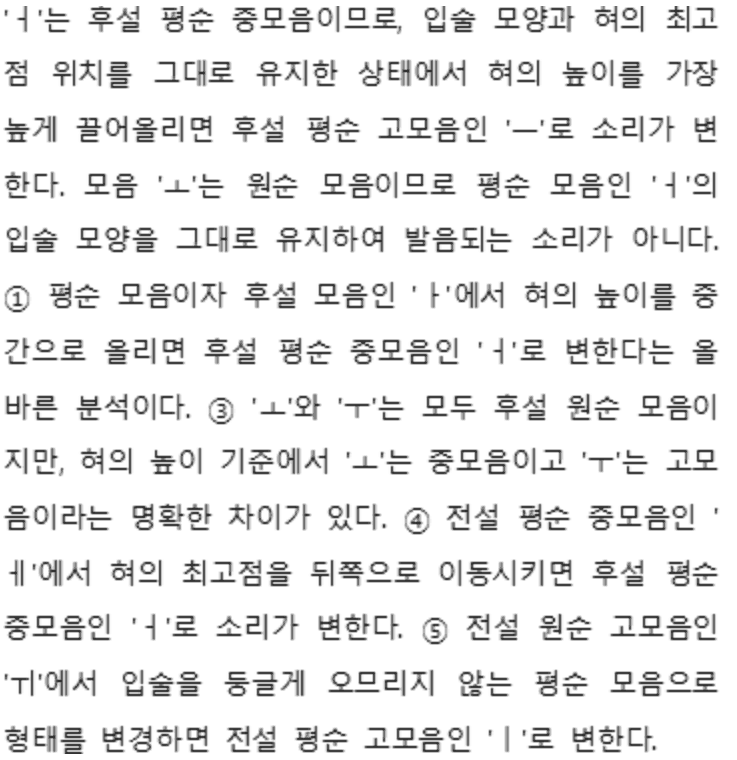 'ㅓ'는 후설 평순 중모음이므로, 입술 모양과 혀의 최고
점 위치를 그대로 유지한 상태에서 혀의 높이를 가장
높게 끌어올리면 후설 평순 고모음인 'ㅡ'로 소리가 변
한다. 모음 'ㅗ'는 원순 모음이므로 평순 모음인 'ㅓ'의
입술 모양을 그대로 유지하여 발음되는 소리가 아니다.
① 평순 모음이자 후설 모음인 'ㅏ'에서 혀의 높이를 중
간으로 올리면 후설 평순 중모음인 'ㅓ'로 변한다는 올
바른 분석이다. ③ 'ㅗ'와 'ㅜ'는 모두 후설 원순 모음이
지만, 혀의 높이 기준에서 'ㅗ'는 중모음이고 'ㅜ'는 고모
음이라는 명확한 차이가 있다. ④ 전설 평순 중모음인 '
ㅔ'에서 혀의 최고점을 뒤쪽으로 이동시키면 후설 평순
중모음인 'ㅓ'로 소리가 변한다. ⑤ 전설 원순 고모음인
'ㅟ'에서 입술을 둥글게 오므리지 않는 평순 모음으로
형태를 변경하면 전설 평순 고모음인 'ㅣ'로 변한다.